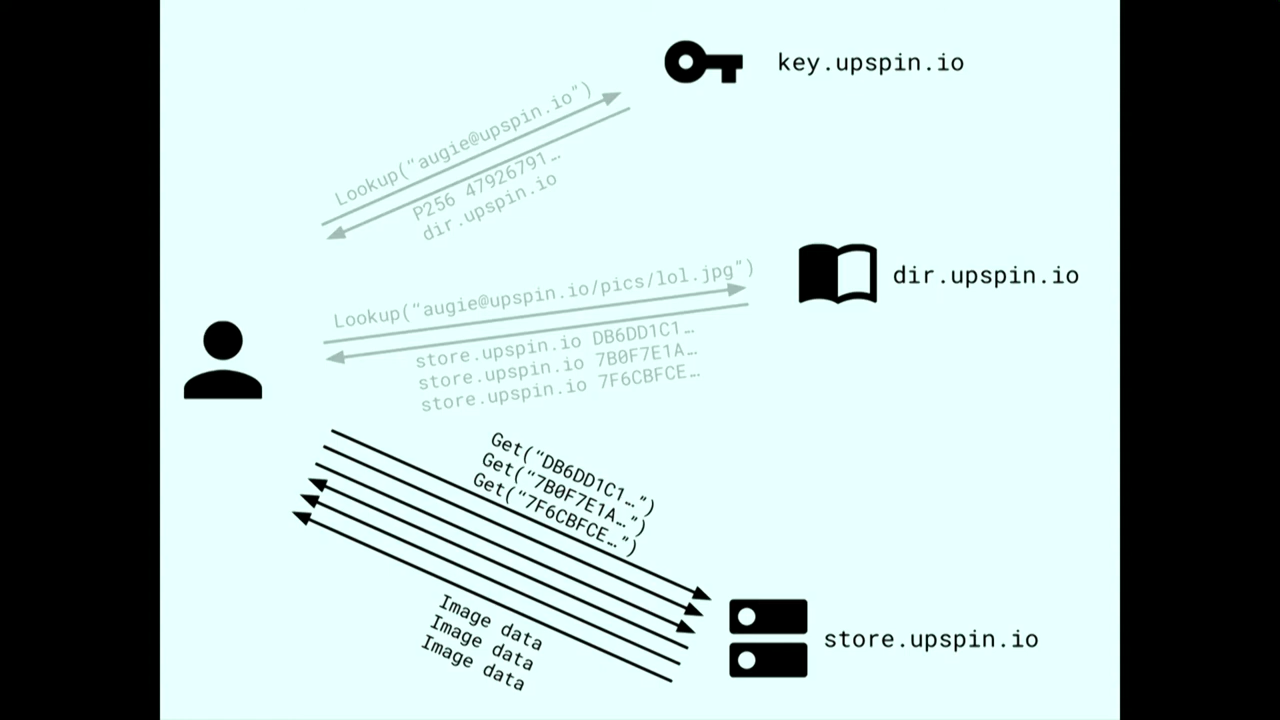 key.upspin.io
Lookup("augie@upspin.io")
P256 47926791…
dir.upspin.io
dir.upspin.io
Lookup("augie@upspin.io/pics/lol.jpg")
store.upspin.io DB6DD1C1…
store.upspin.io 7B0F7E1A…
store.upspin.io 7F6CBFCE…
Get("DB6DD1C1…")
Get("7B0F7E1A…")
Get("7F6CBFCE…")
Image data
Image data
Image data
store.upspin.io